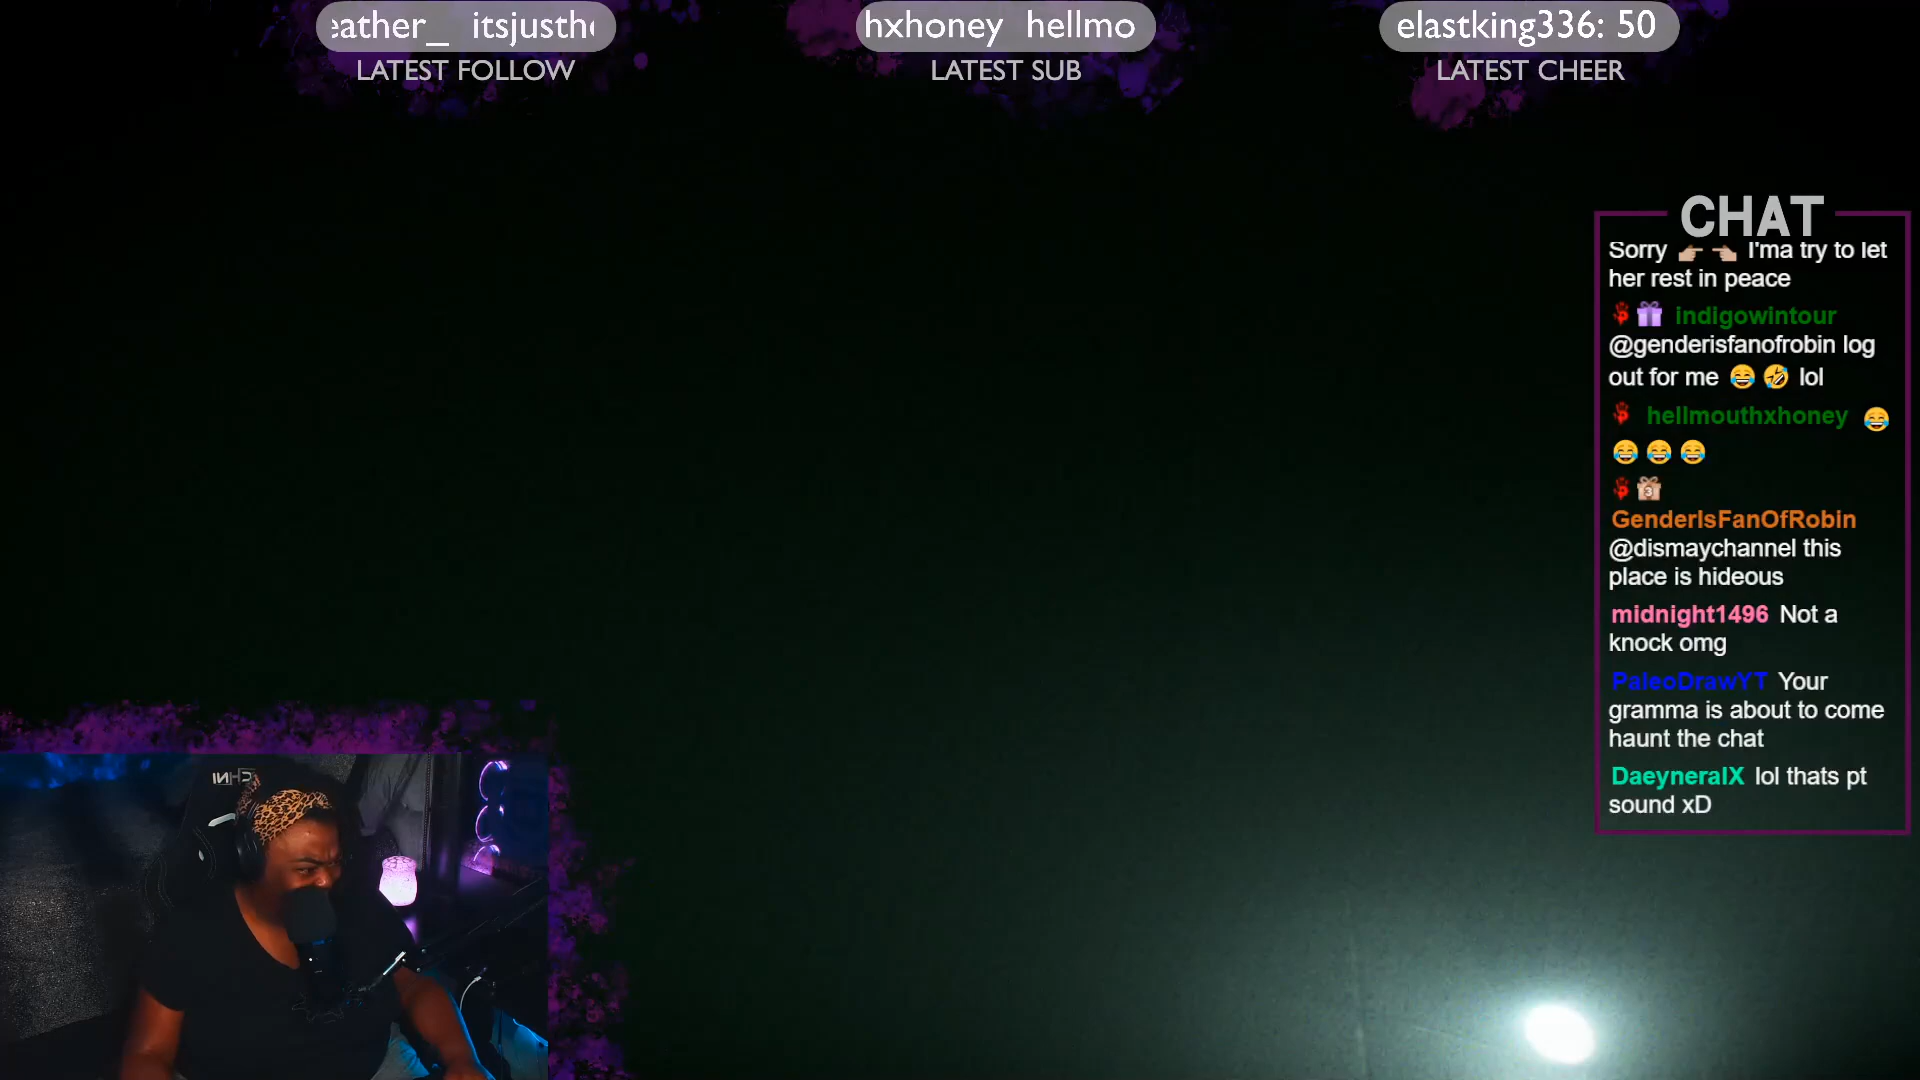 eather_ itsjusthe
LATEST FOLLOW
hxhoney hellmo
LATEST SUB
elastking336: 50
LATEST CHEER
CHAT
Sorry 👉🏼 👈🏼 I'ma try to let
her rest in peace
indigowintour
@genderisfanofrobin log
out for me 😂 🤣 lol
hellmouthxhoney 😂
😂 😂 😂
3
GenderIsFanOfRobin
@dismaychannel this
place is hideous
midnight1496 Not a
knock omg
PaleoDrawYT Your
gramma is about to come
haunt the chat
DaeyneralX lol thats pt
sound xD